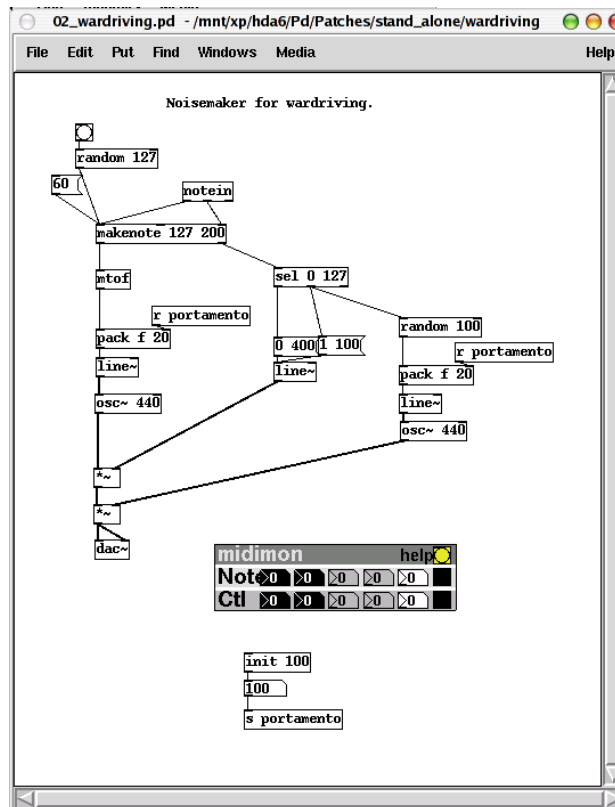 02_wardriving.pd - /mnt/xp/hda6/Pd/Patches/stand_alone/wardriving
File Edit Put Find Windows Media Help
Noisemaker for wardriving.
random 127
60
notein
makenote 127 200
sel 0 127
mtof
r portamento
random 100
pack f 20
0 400
1 100
r portamento
line~
line~
pack f 20
osc~ 440
line~
osc~ 440
*~
*~
dac~
midimon help
Note 0 0 0 0 0
Ctl 0 0 0 0 0
init 100
100
s portamento